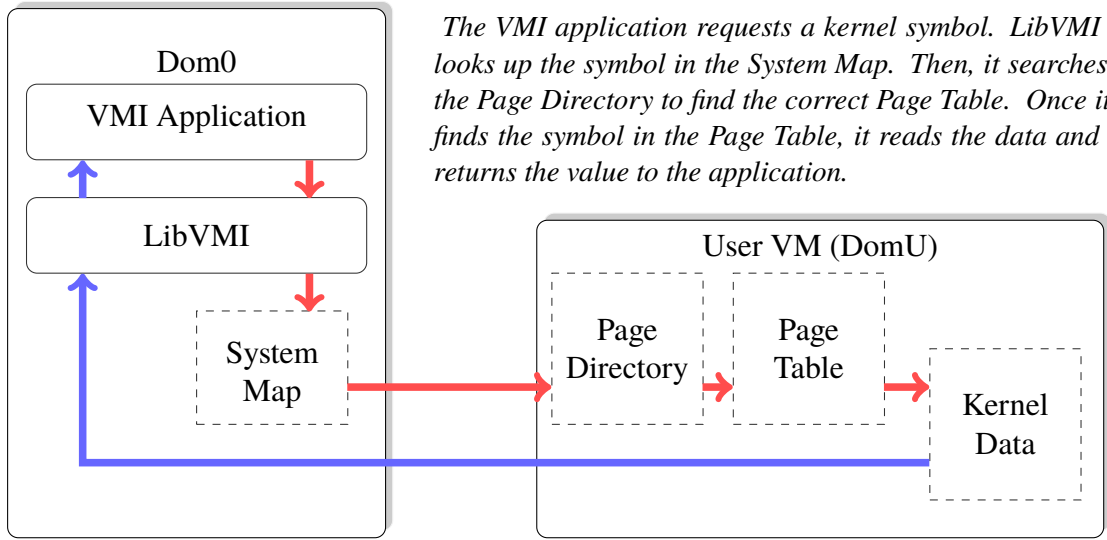 The VMI application requests a kernel symbol. LibVMI
looks up the symbol in the System Map. Then, it searches
the Page Directory to find the correct Page Table. Once it
finds the symbol in the Page Table, it reads the data and
returns the value to the application.
Dom0
VMI Application
LibVMI
System
Map
User VM (DomU)
Page
Directory
Page
Table
Kernel
Data